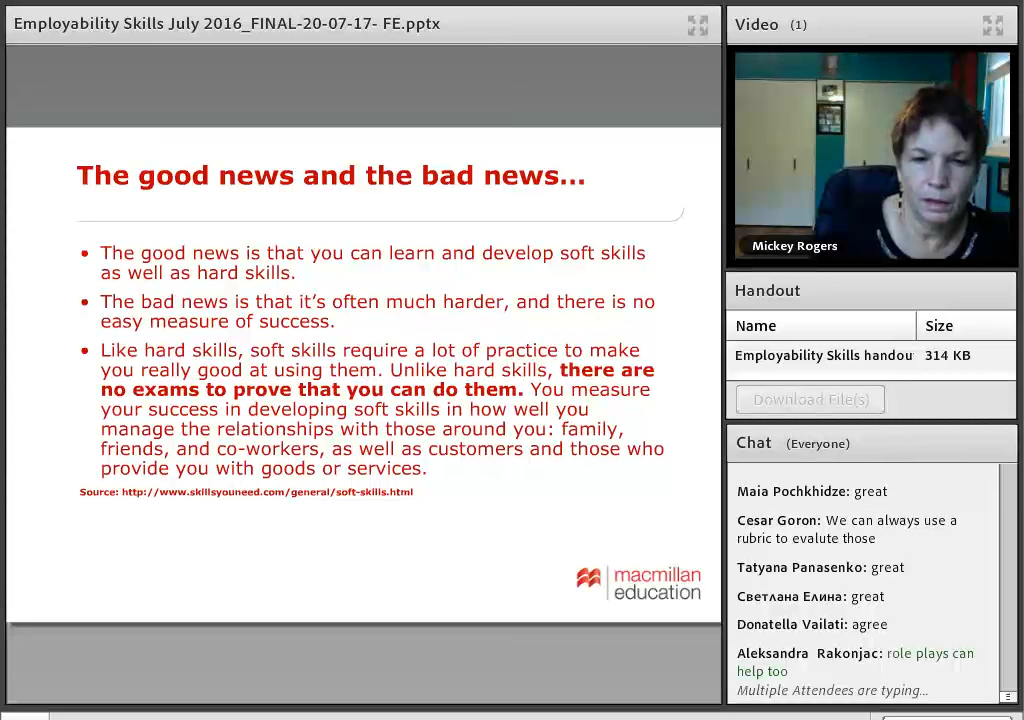 Employability Skills July 2016_FINAL-20-07-17- FE.pptx
The good news and the bad news...
• The good news is that you can learn and develop soft skills
as well as hard skills.
• The bad news is that it's often much harder, and there is no
easy measure of success.
• Like hard skills, soft skills require a lot of practice to make
you really good at using them. Unlike hard skills, there are
no exams to prove that you can do them. You measure
your success in developing soft skills in how well you
manage the relationships with those around you: family,
friends, and co-workers, as well as customers and those who
provide you with goods or services.
Source: http://www.skillsyouneed.com/general/soft-skills.html
macmillan
education
Video (1)
Mickey Rogers
Handout
Name Size
Employability Skills handou 314 KB
Download File(s)
Chat (Everyone)
Maia Pochkhidze: great
Cesar Goron: We can always use a
rubric to evalute those
Tatyana Panasenko: great
Светлана Елина: great
Donatella Vailati: agree
Aleksandra Rakonjac: role plays can
help too
Multiple Attendees are typing...